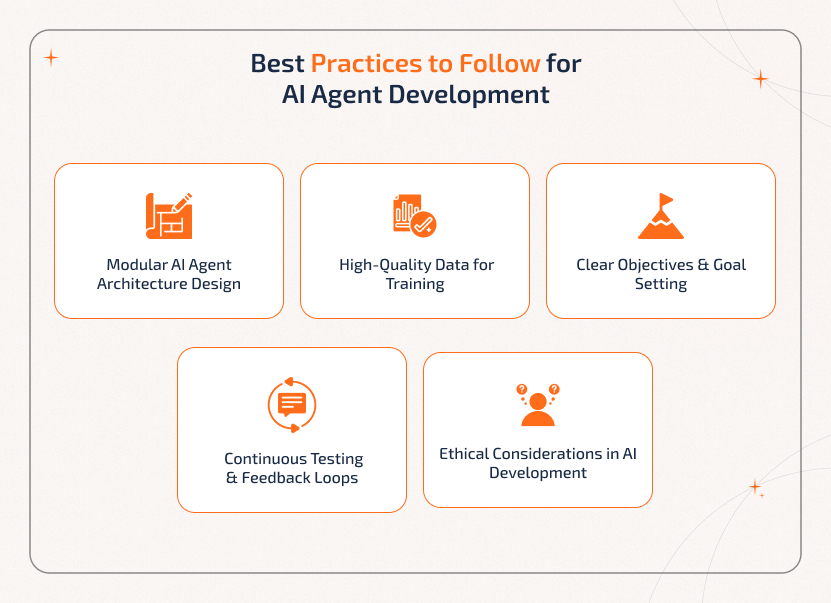 Best Practices to Follow for
AI Agent Development
Modular AI Agent
Architecture Design
High-Quality Data for
Training
Clear Objectives & Goal
Setting
Continuous Testing
& Feedback Loops
? ?
Ethical Considerations in AI
Development